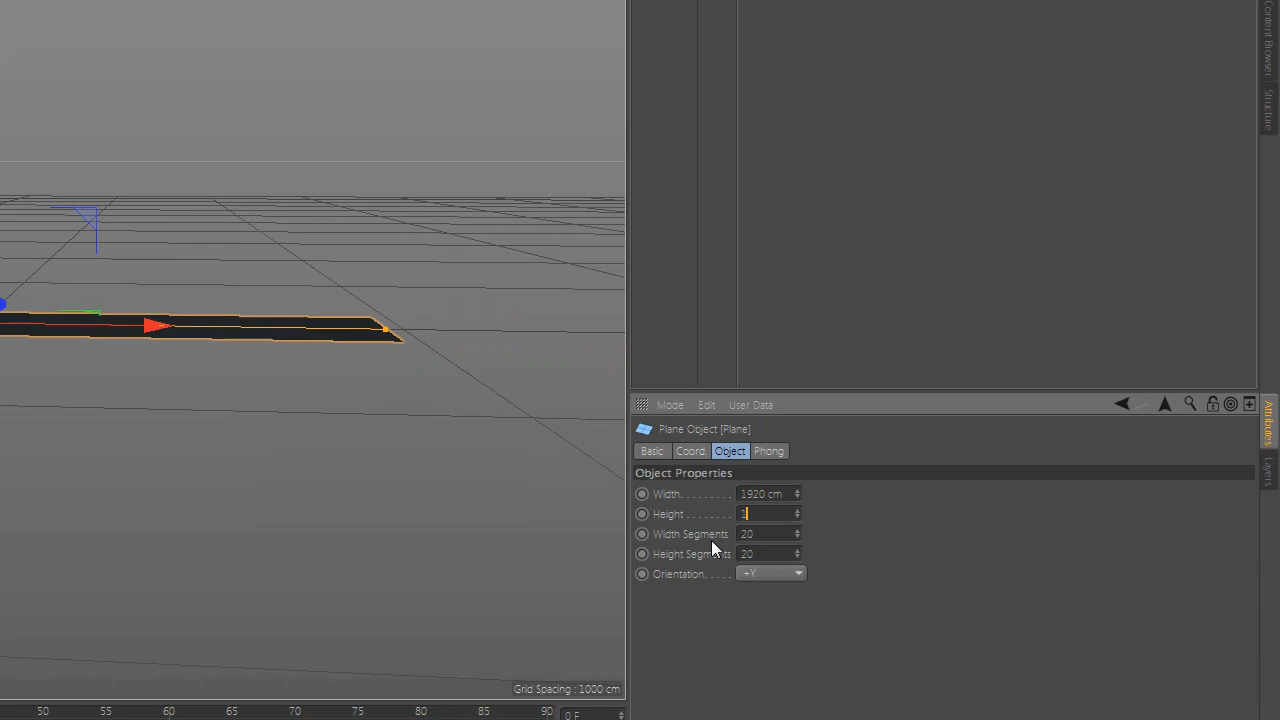 Content Browser
Structure
Mode Edit User Data
Attributes
Layers
Plane Object [Plane]
Basic Coord. Object Phong
Object Properties
Width. . . . . . . . . 1920 cm
Height . . . . . . . . 1
Width Segments 20
Height Segments 20
Orientation. . . . . +Y
Grid Spacing : 1000 cm
50 55 60 65 70 75 80 85 90 0 F